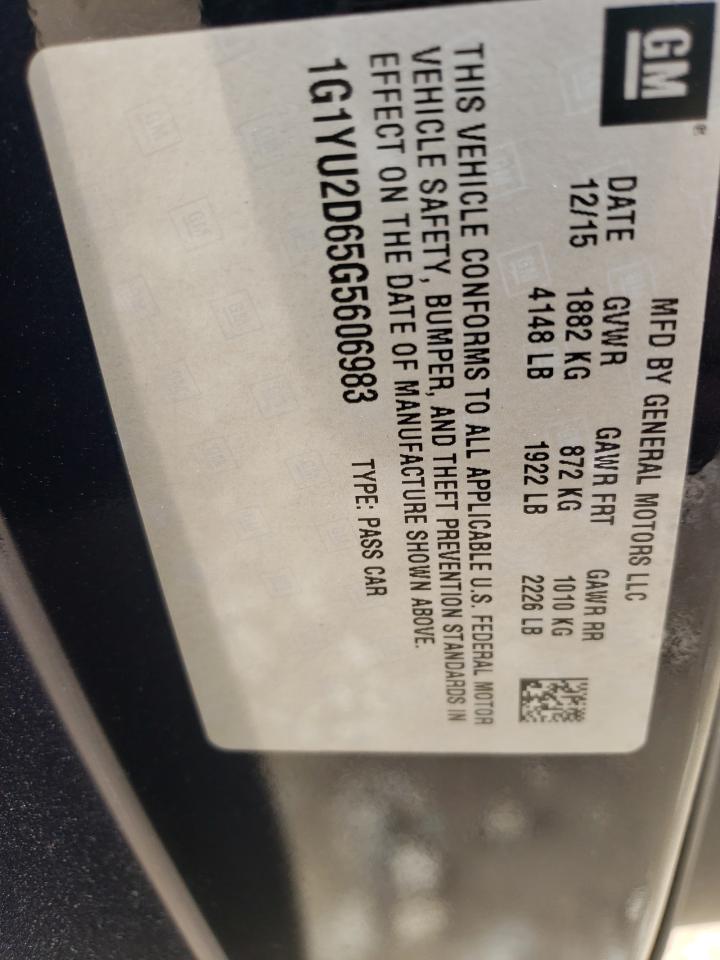 GM
®
MFD BY GENERAL MOTORS LLC
DATE GVWR GAWR FRT GAWR RR
12/15 1882 KG 872 KG 1010 KG
4148 LB 1922 LB 2226 LB
THIS VEHICLE CONFORMS TO ALL APPLICABLE U.S. FEDERAL MOTOR
VEHICLE SAFETY, BUMPER, AND THEFT PREVENTION STANDARDS IN
EFFECT ON THE DATE OF MANUFACTURE SHOWN ABOVE.
1G1YU2D65G5606983 TYPE: PASS CAR